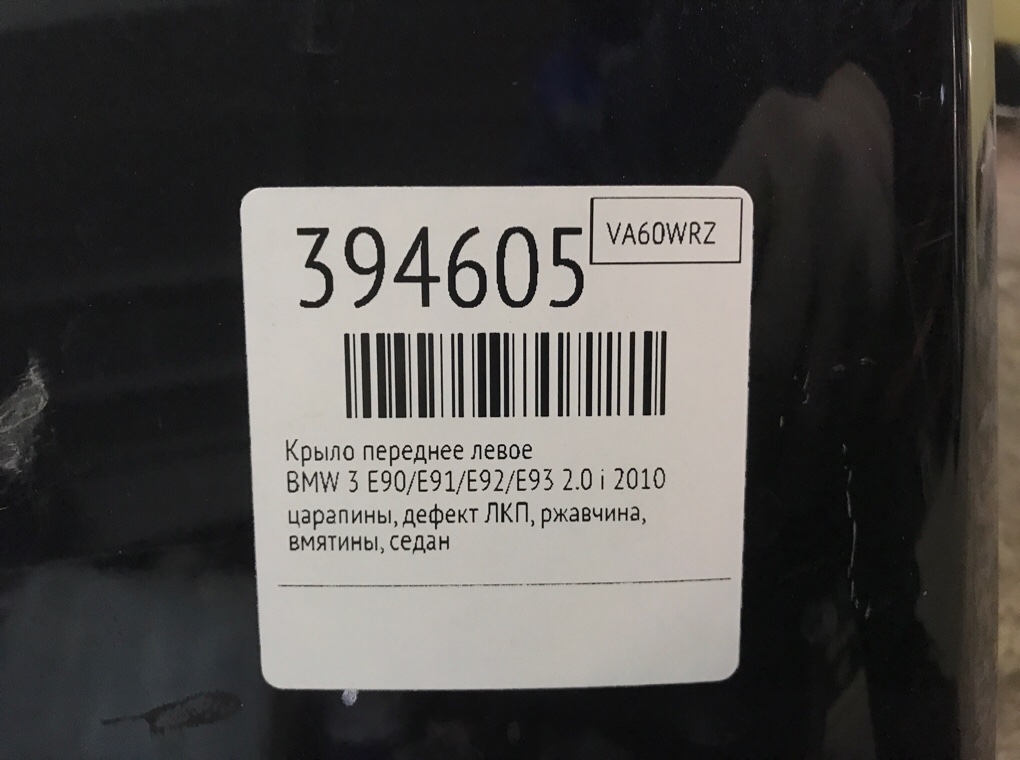 394605
VA60WRZ
Крыло переднее левое
BMW 3 E90/E91/E92/E93 2.0 i 2010
царапины, дефект ЛКП, ржавчина,
вмятины, седан